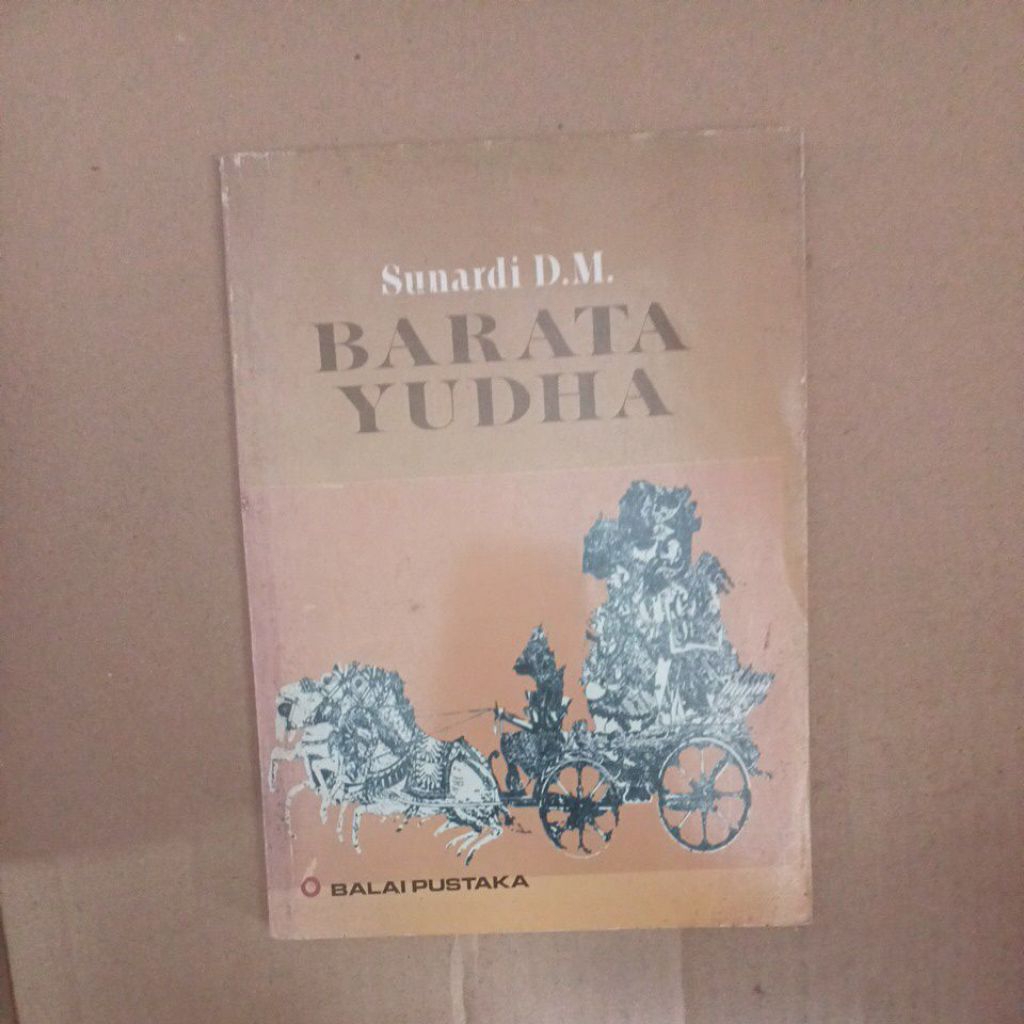 Sunardi D.M.
BARATA
YUDHA
BALAI PUSTAKA